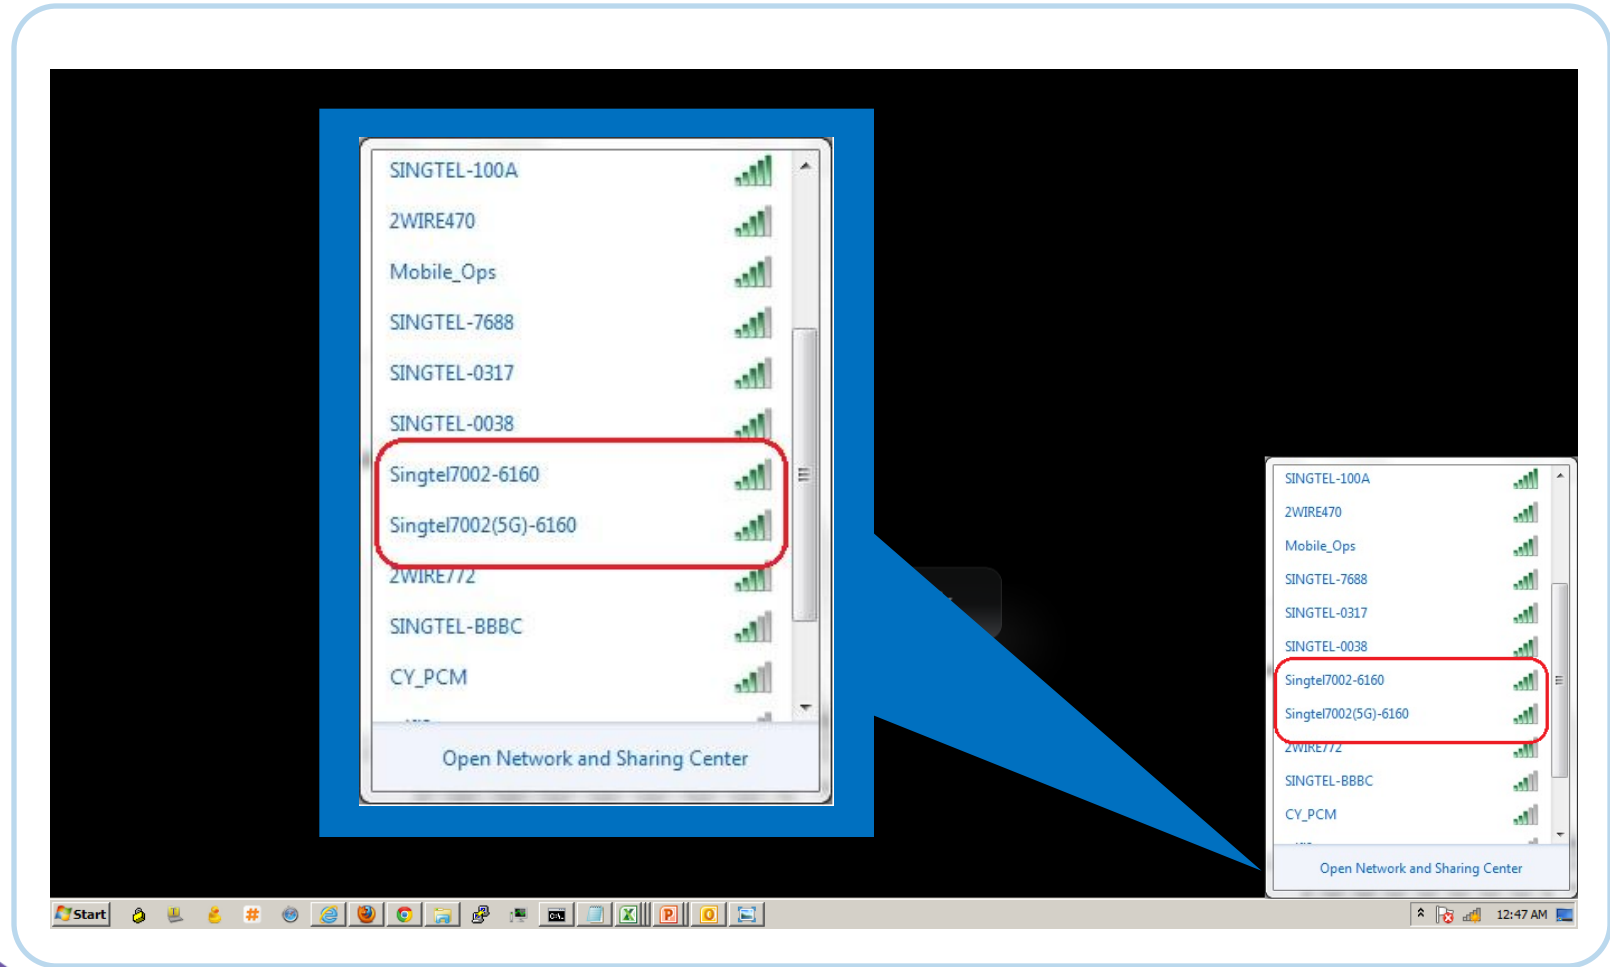 SINGTEL-100A
2WIRE470
Mobile_Ops
SINGTEL-7688
SINGTEL-0317
SINGTEL-0038
Singtel7002-6160
Singtel7002(5G)-6160
2WIRE772
SINGTEL-BBBC
CY_PCM
Open Network and Sharing Center
SINGTEL-100A
2WIRE470
Mobile_Ops
SINGTEL-7688
SINGTEL-0317
SINGTEL-0038
Singtel7002-6160
Singtel7002(5G)-6160
2WIRE772
SINGTEL-BBBC
CY_PCM
Open Network and Sharing Center
Start
12:47 AM